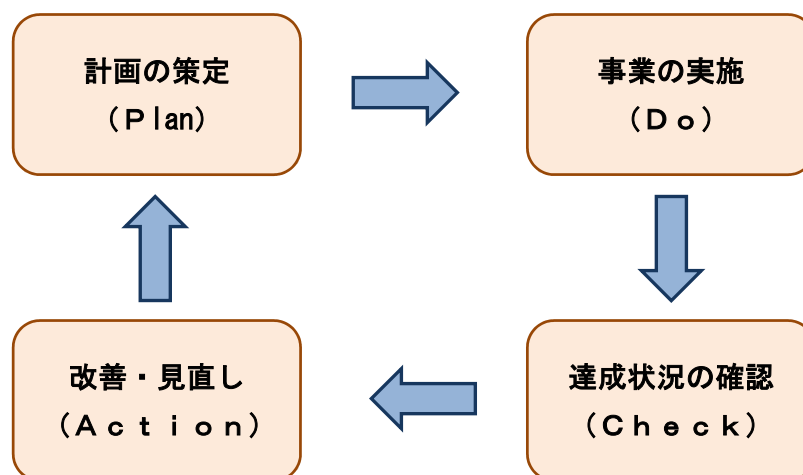 計画の策定
（Plan）
事業の実施
（Ｄｏ）
達成状況の確認
（Ｃｈｅｃｋ）
改善・見直し
（Ａｃｔｉｏｎ）